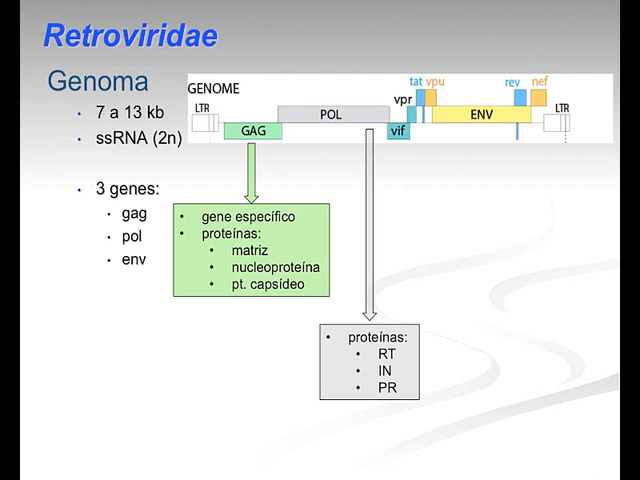 Retroviridae
Genoma
• 7 a 13 kb
• ssRNA (2n)
• 3 genes:
• gag
• pol
• env
GENOME
tat vpu rev nef
LTR vpr POL ENV LTR
GAG vif
• gene específico
• proteínas:
• matriz
• nucleoproteína
• pt. capsídeo
• proteínas:
• RT
• IN
• PR